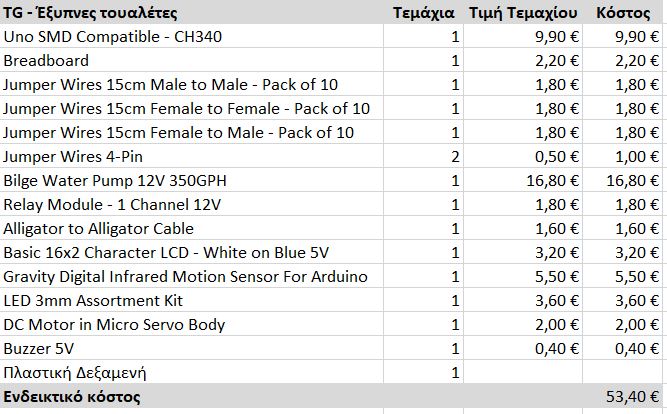 TG - Έξυπνες τουαλέτες Τεμάχια Τιμή Τεμαχίου Κόστος
Uno SMD Compatible - CH340 1 9,90 € 9,90 €
Breadboard 1 2,20 € 2,20 €
Jumper Wires 15cm Male to Male - Pack of 10 1 1,80 € 1,80 €
Jumper Wires 15cm Female to Female - Pack of 10 1 1,80 € 1,80 €
Jumper Wires 15cm Female to Male - Pack of 10 1 1,80 € 1,80 €
Jumper Wires 4-Pin 2 0,50 € 1,00 €
Bilge Water Pump 12V 350GPH 1 16,80 € 16,80 €
Relay Module - 1 Channel 12V 1 1,80 € 1,80 €
Alligator to Alligator Cable 1 1,60 € 1,60 €
Basic 16x2 Character LCD - White on Blue 5V 1 3,20 € 3,20 €
Gravity Digital Infrared Motion Sensor For Arduino 1 5,50 € 5,50 €
LED 3mm Assortment Kit 1 3,60 € 3,60 €
DC Motor in Micro Servo Body 1 2,00 € 2,00 €
Buzzer 5V 1 0,40 € 0,40 €
Πλαστική Δεξαμενή 1
Ενδεικτικό κόστος 53,40 €